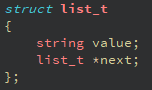 struct list_t
{
    string value;
    list_t *next;
};